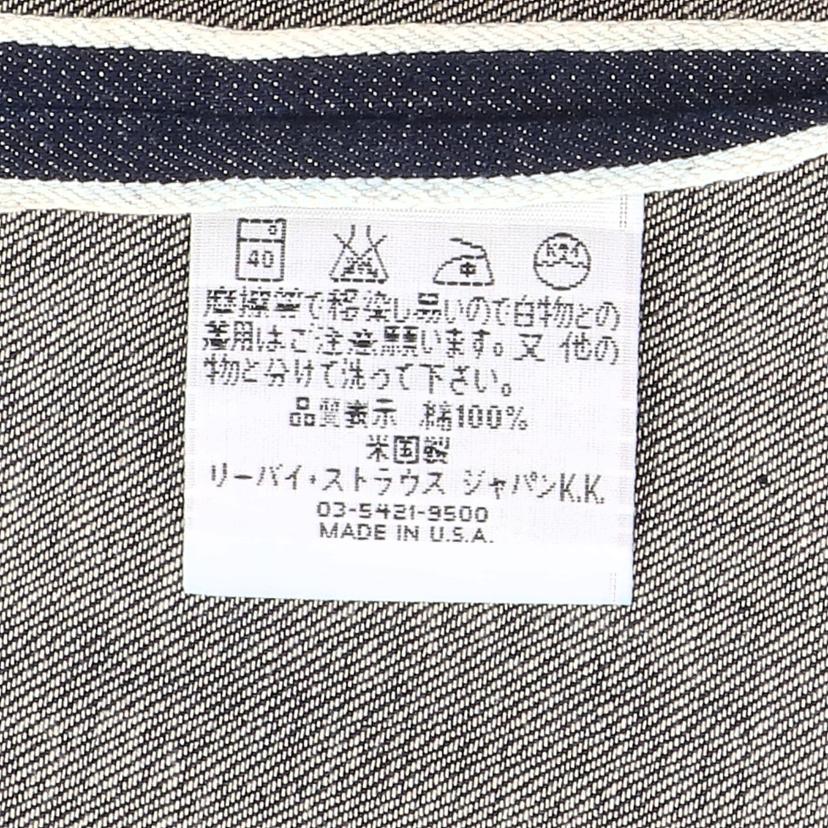 40
摩擦等で移染し易いので白物との
着用はご注意願います。又 他の
物と分けて洗って下さい。
品質表示 綿100%
米国製
リーバイ・ストラウス ジャパンK.K.
03-5421-9500
MADE IN U.S.A.